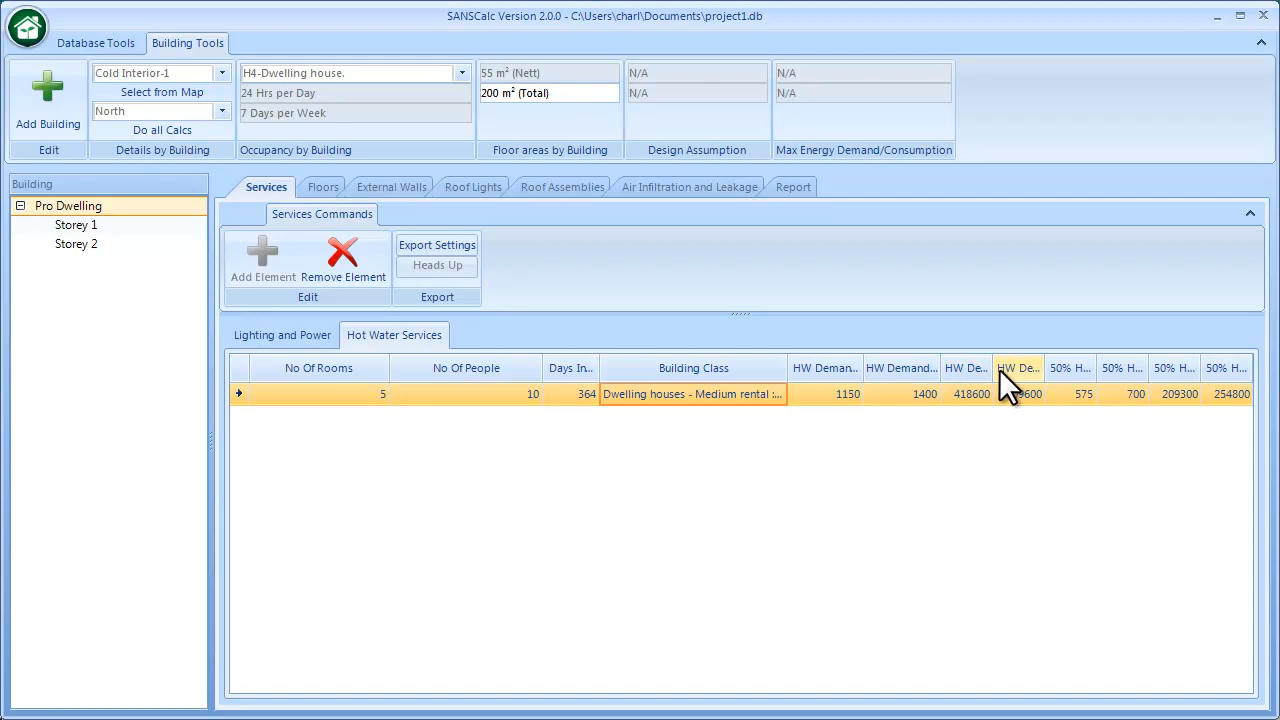 SANSCalc Version 2.0.0 - C:\Users\charl\Documents\project1.db
Database Tools
Building Tools
Add Building
Edit
Cold Interior-1
Select from Map
North
Do all Calcs
Details by Building
H4-Dwelling house.
24 Hrs per Day
7 Days per Week
Occupancy by Building
55 m² (Nett)
200 m² (Total)
Floor areas by Building
N/A
N/A
Design Assumption
N/A
N/A
Max Energy Demand/Consumption
Building
Pro Dwelling
Storey 1
Storey 2
Services
Floors
External Walls
Roof Lights
Roof Assemblies
Air Infiltration and Leakage
Report
Services Commands
Add Element
Remove Element
Edit
Export Settings
Heads Up
Export
Lighting and Power
Hot Water Services
No Of Rooms No Of People Days In... Building Class HW Deman... HW Demand... HW De... HW De... 50% H... 50% H... 50% H... 50% H...
5 10 364 Dwelling houses - Medium rental :... 1150 1400 418600 575 700 209300 254800